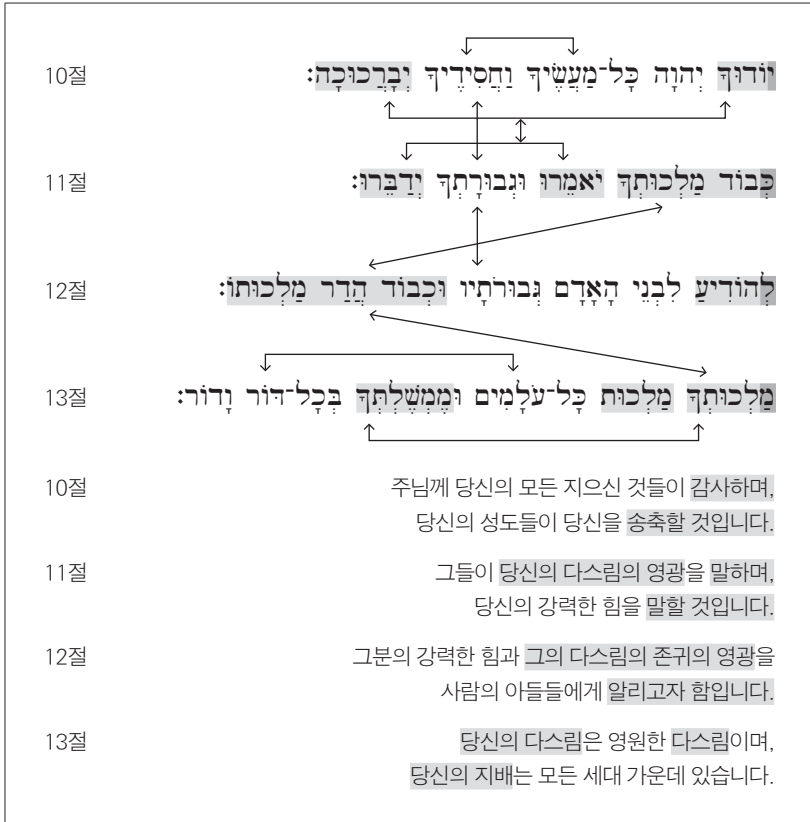 10절 יוֹדוּךָ יְהוָה כָּל־מַעֲשֶׂיךָ וַחֲסִידֶיךָ יְבָרֲכוּכָה׃
11절 כְּבוֹד מַלְכוּתְךָ יֹאמֵרוּ וּגְבוּרָתְךָ יְדַבֵּרוּ׃
12절 לְהוֹדִיעַ לִבְנֵי הָאָדָם גְּבוּרֹתָיו וּכְבוֹד הֲדַר מַלְכוּתוֹ׃
13절 מַלְכוּתְךָ מַלְכוּת כָּל־עֹלָמִים וּמֶמְשֶׁלְתְּךָ בְּכָל־דּוֹר וָדוֹר׃
10절 주님께 당신의 모든 지으신 것들이 감사하며,
당신의 성도들이 당신을 송축할 것입니다.
11절 그들이 당신의 다스림의 영광을 말하며,
당신의 강력한 힘을 말할 것입니다.
12절 그분의 강력한 힘과 그의 다스림의 존귀의 영광을
사람의 아들들에게 알리고자 함입니다.
13절 당신의 다스림은 영원한 다스림이며,
당신의 지배는 모든 세대 가운데 있습니다.